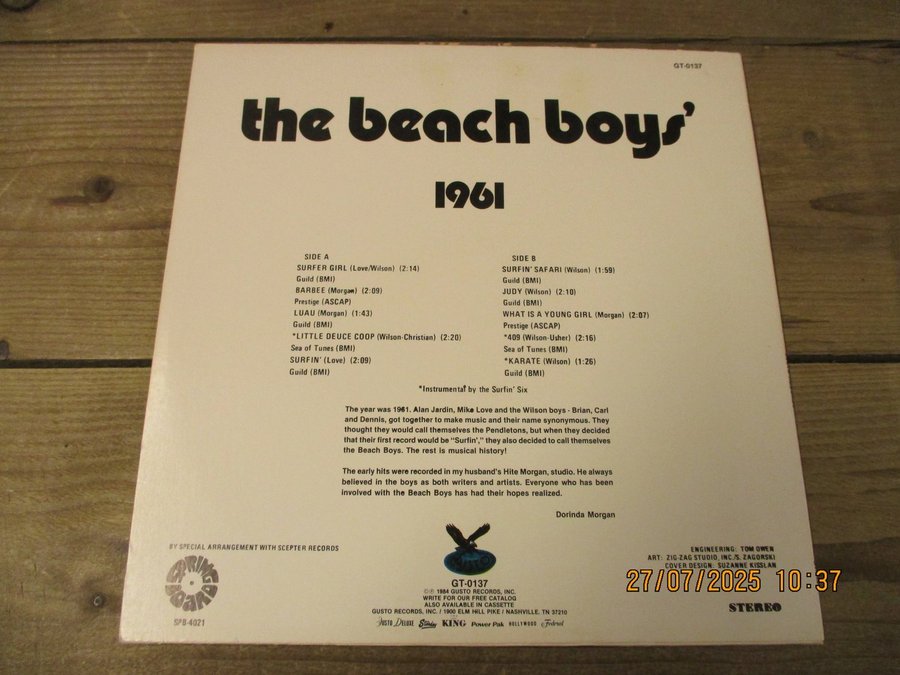 GT-0137
the beach boys'
1961
SIDE A
SURFER GIRL (Love/Wilson) (2:14)
Guild (BMI)
BARBEE (Morgan) (2:09)
Prestige (ASCAP)
LUAU (Morgan) (1:43)
Guild (BMI)
*LITTLE DEUCE COOP (Wilson-Christian) (2:20)
Sea of Tunes (BMI)
SURFIN' (Love) (2:09)
Guild (BMI)
SIDE B
SURFIN' SAFARI (Wilson) (1:59)
Guild (BMI)
JUDY (Wilson) (2:10)
Guild (BMI)
WHAT IS A YOUNG GIRL (Morgan) (2:07)
Prestige (ASCAP)
*409 (Wilson-Usher) (2:16)
Sea of Tunes (BMI)
*KARATE (Wilson) (1:26)
Guild (BMI)
*Instrumental by the Surfin' Six
The year was 1961. Alan Jardin, Mike Love and the Wilson boys - Brian, Carl
and Dennis, got together to make music and their name synonymous. They
thought they would call themselves the Pendletons, but when they decided
that their first record would be "Surfin'," they also decided to call themselves
the Beach Boys. The rest is musical history!
The early hits were recorded in my husband's Hite Morgan, studio. He always
believed in the boys as both writers and artists. Everyone who has been
involved with the Beach Boys has had their hopes realized.
Dorinda Morgan
BY SPECIAL ARRANGEMENT WITH SCEPTER RECORDS
SPRING
BOARD
SPB-4021
GUSTO
GT-0137
©℗ 1984 GUSTO RECORDS, INC.
WRITE FOR OUR FREE CATALOG
ALSO AVAILABLE IN CASSETTE
GUSTO RECORDS, INC. / 1900 ELM HILL PIKE / NASHVILLE, TN 37210
Gusto Deluxe Starday KING Power Pak HOLLYWOOD Federal
ENGINEERING: TOM OWEN
ART: ZIG-ZAG STUDIO, INC./S. ZAGORSKI
COVER DESIGN: SUZANNE KISSLAN
27/07/2025 10:37
STEREO